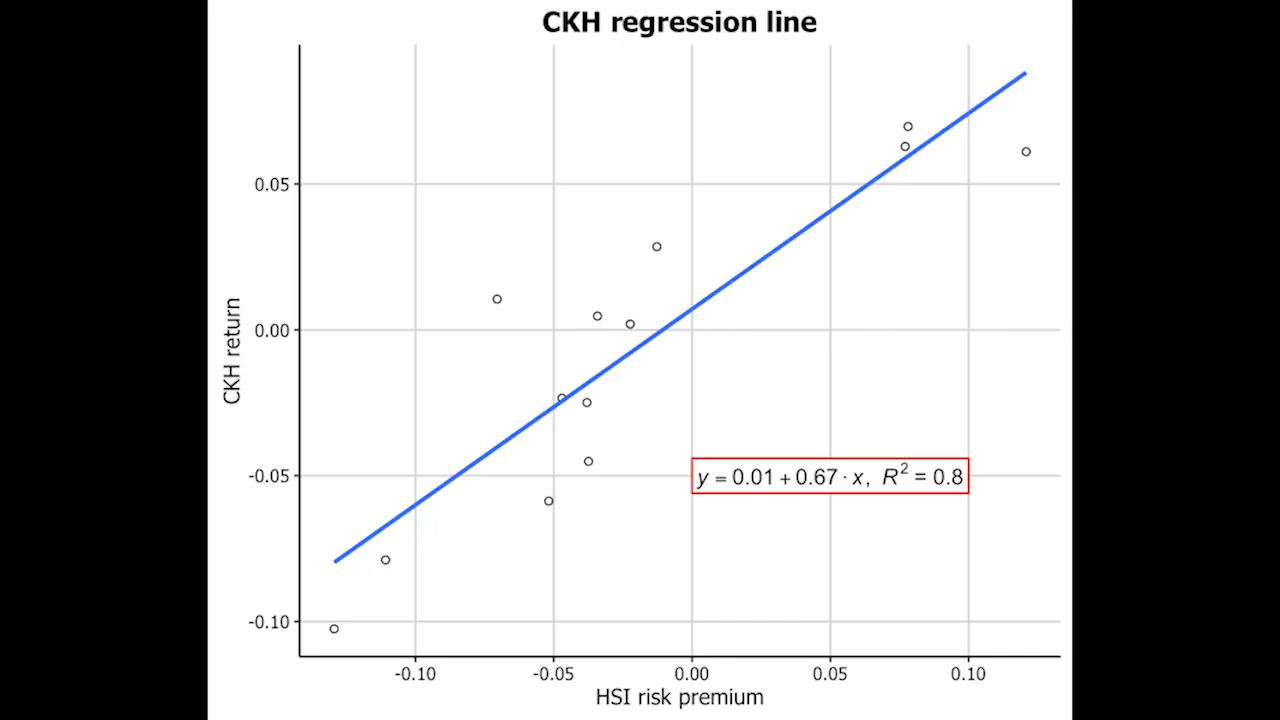 CKH regression line
0.05
0.00
-0.05
-0.10
CKH return
y = 0.01 + 0.67 · x, R² = 0.8
-0.10 -0.05 0.00 0.05 0.10
HSI risk premium